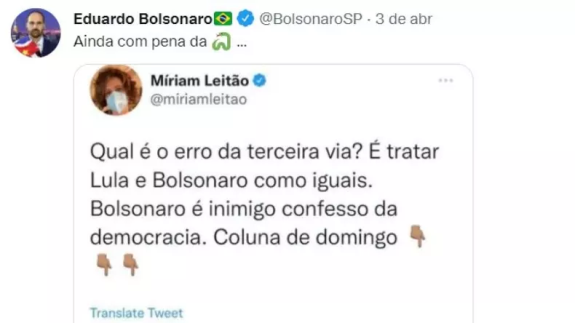 Eduardo Bolsonaro🇧🇷 @BolsonaroSP · 3 de abr
Ainda com pena da 🐍 ...
Míriam Leitão
@miriamleitao
Qual é o erro da terceira via? É tratar
Lula e Bolsonaro como iguais.
Bolsonaro é inimigo confesso da
democracia. Coluna de domingo 👇🏽
👇🏽👇🏽
Translate Tweet